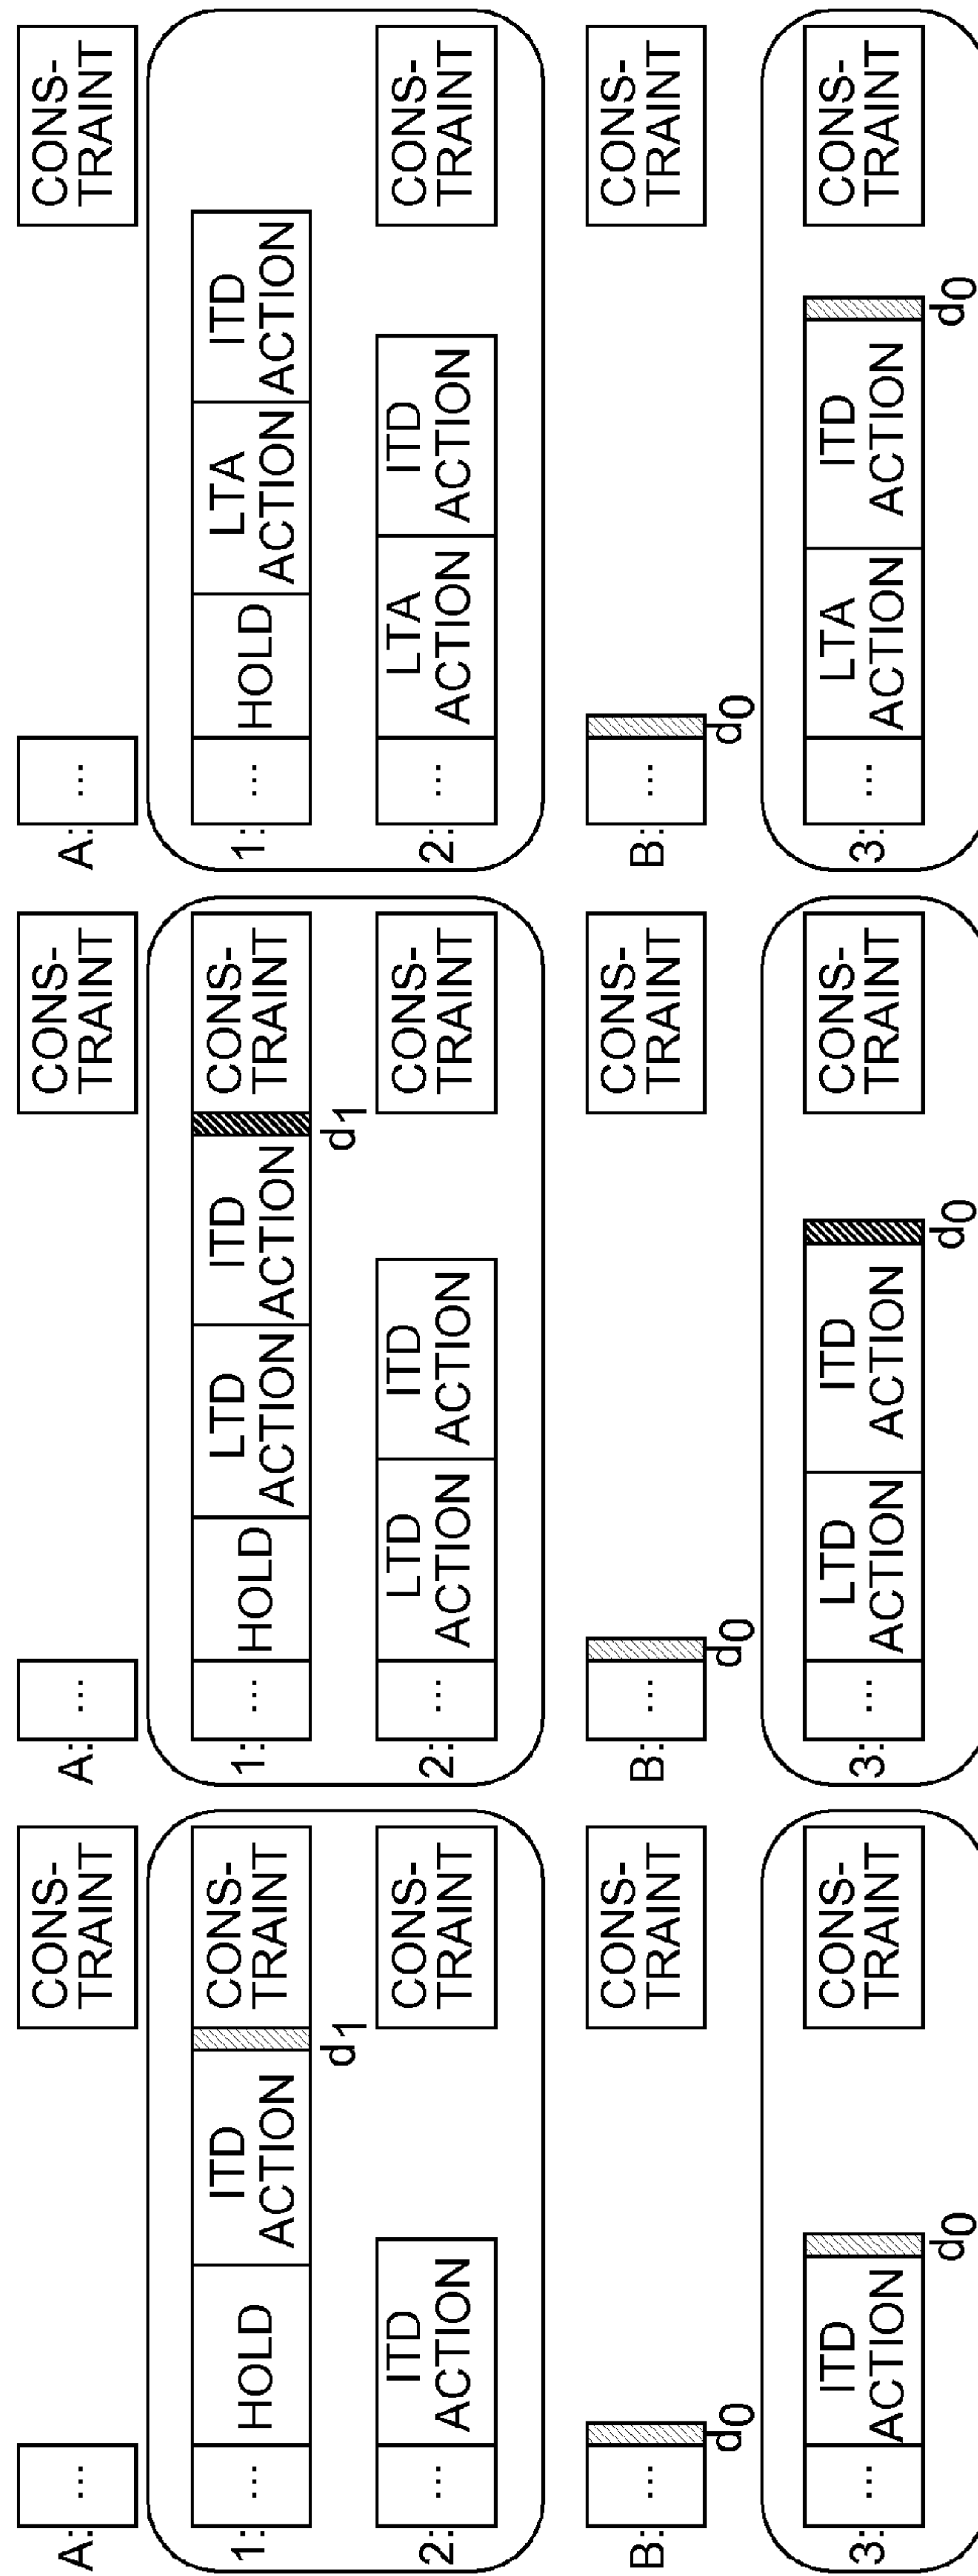 A: ... CONS-
TRAINT
1: ... HOLD ITD
ACTION CONS-
TRAINT
d1
2: ... ITD
ACTION CONS-
TRAINT
B: ... CONS-
TRAINT
d0
3: ... ITD
ACTION CONS-
TRAINT
d0
A: ... CONS-
TRAINT
1: ... HOLD LTD
ACTION ITD
ACTION CONS-
TRAINT
d1
2: ... LTD
ACTION ITD
ACTION CONS-
TRAINT
B: ... CONS-
TRAINT
d0
3: ... LTD
ACTION ITD
ACTION CONS-
TRAINT
d0
A: ... CONS-
TRAINT
1: ... HOLD LTA
ACTION ITD
ACTION
2: ... LTA
ACTION ITD
ACTION CONS-
TRAINT
B: ... CONS-
TRAINT
d0
3: ... LTA
ACTION ITD
ACTION CONS-
TRAINT
d0